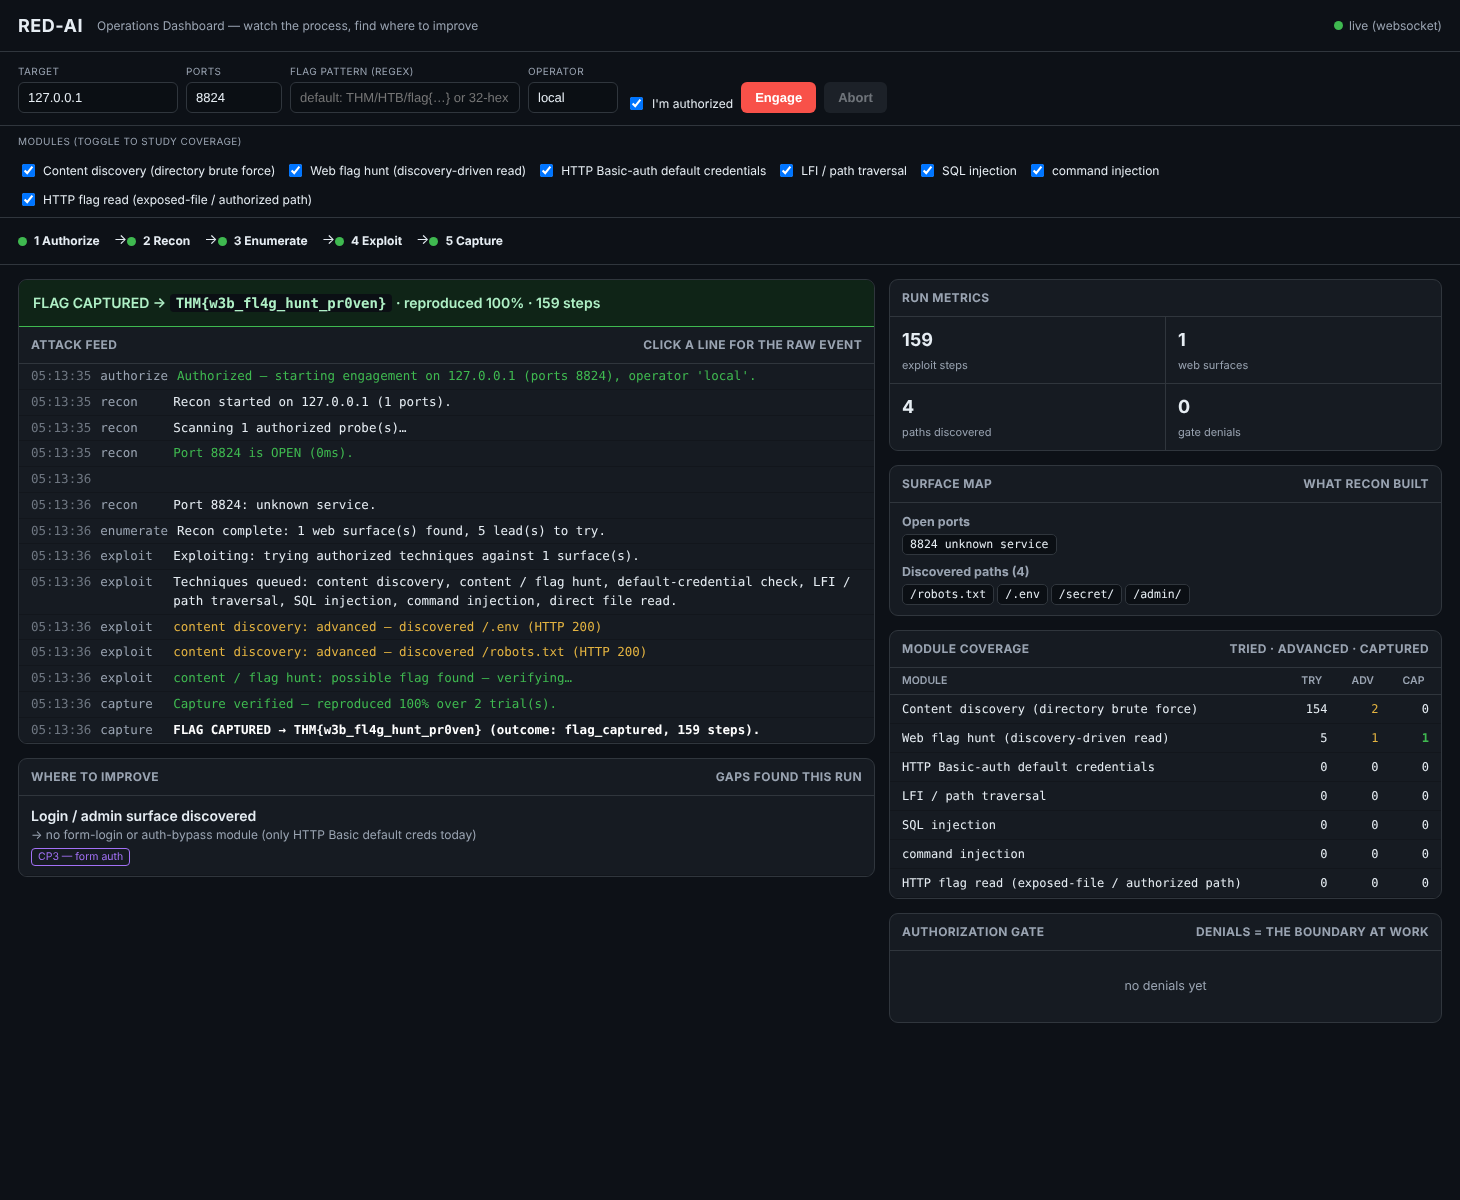 RED-AI Operations Dashboard — watch the process, find where to improve live (websocket)
TARGET PORTS FLAG PATTERN (REGEX) OPERATOR
127.0.0.1 8824 default: THM/HTB/flag{…} or 32-hex local I'm authorized Engage Abort
MODULES (TOGGLE TO STUDY COVERAGE)
Content discovery (directory brute force) Web flag hunt (discovery-driven read) HTTP Basic-auth default credentials LFI / path traversal SQL injection command injection
HTTP flag read (exposed-file / authorized path)
1 Authorize → 2 Recon → 3 Enumerate → 4 Exploit → 5 Capture
FLAG CAPTURED → THM{w3b_fl4g_hunt_pr0ven} · reproduced 100% · 159 steps
ATTACK FEED CLICK A LINE FOR THE RAW EVENT
05:13:35 authorize Authorized — starting engagement on 127.0.0.1 (ports 8824), operator 'local'.
05:13:35 recon Recon started on 127.0.0.1 (1 ports).
05:13:35 recon Scanning 1 authorized probe(s)…
05:13:35 recon Port 8824 is OPEN (0ms).
05:13:36
05:13:36 recon Port 8824: unknown service.
05:13:36 enumerate Recon complete: 1 web surface(s) found, 5 lead(s) to try.
05:13:36 exploit Exploiting: trying authorized techniques against 1 surface(s).
05:13:36 exploit Techniques queued: content discovery, content / flag hunt, default-credential check, LFI /
path traversal, SQL injection, command injection, direct file read.
05:13:36 exploit content discovery: advanced — discovered /.env (HTTP 200)
05:13:36 exploit content discovery: advanced — discovered /robots.txt (HTTP 200)
05:13:36 exploit content / flag hunt: possible flag found — verifying…
05:13:36 capture Capture verified — reproduced 100% over 2 trial(s).
05:13:36 capture FLAG CAPTURED → THM{w3b_fl4g_hunt_pr0ven} (outcome: flag_captured, 159 steps).
WHERE TO IMPROVE GAPS FOUND THIS RUN
Login / admin surface discovered
→ no form-login or auth-bypass module (only HTTP Basic default creds today)
CP3 — form auth
RUN METRICS
159 1
exploit steps web surfaces
4 0
paths discovered gate denials
SURFACE MAP WHAT RECON BUILT
Open ports
8824 unknown service
Discovered paths (4)
/robots.txt /.env /secret/ /admin/
MODULE COVERAGE TRIED · ADVANCED · CAPTURED
MODULE TRY ADV CAP
Content discovery (directory brute force) 154 2 0
Web flag hunt (discovery-driven read) 5 1 1
HTTP Basic-auth default credentials 0 0 0
LFI / path traversal 0 0 0
SQL injection 0 0 0
command injection 0 0 0
HTTP flag read (exposed-file / authorized path) 0 0 0
AUTHORIZATION GATE DENIALS = THE BOUNDARY AT WORK
no denials yet